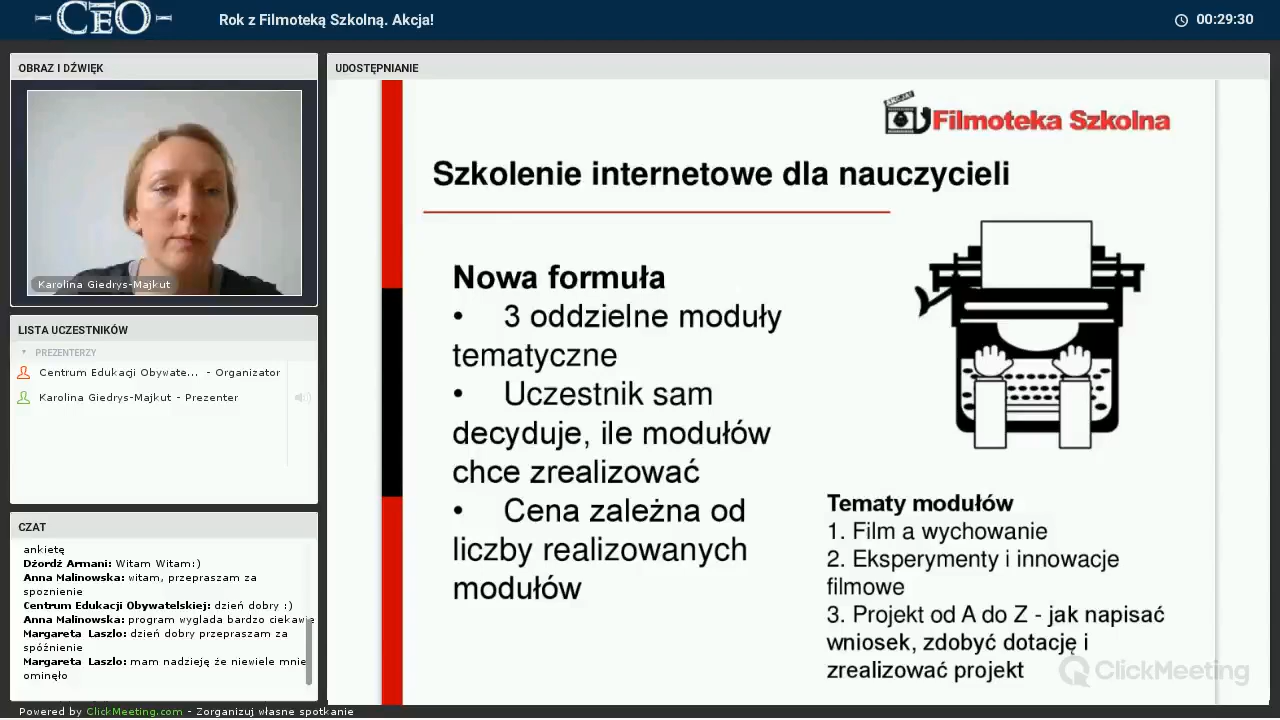 CEO
Rok z Filmoteką Szkolną. Akcja!
00:29:30
OBRAZ I DŹWIĘK
Karolina Giedrys-Majkut
LISTA UCZESTNIKÓW
PREZENTERZY
Centrum Edukacji Obywate... - Organizator
Karolina Giedrys-Majkut - Prezenter
CZAT
ankietę
Dżordż Armani: Witam Witam:)
Anna Malinowska: witam, przepraszam za
spoznienie
Centrum Edukacji Obywatelskiej: dzień dobry :)
Anna Malinowska: program wyglada bardzo ciekawie
Margareta Laszlo: dzień dobry przepraszam za
spóźnienie
Margareta Laszlo: mam nadzieję że niewiele mnie
ominęło
Powered by ClickMeeting.com - Zorganizuj własne spotkanie
UDOSTĘPNIANIE
AKCJA!
Filmoteka Szkolna
Szkolenie internetowe dla nauczycieli
Nowa formuła
• 3 oddzielne moduły
tematyczne
• Uczestnik sam
decyduje, ile modułów
chce zrealizować
• Cena zależna od
liczby realizowanych
modułów
Tematy modułów
1. Film a wychowanie
2. Eksperymenty i innowacje
filmowe
3. Projekt od A do Z - jak napisać
wniosek, zdobyć dotację i
zrealizować projekt
ClickMeeting